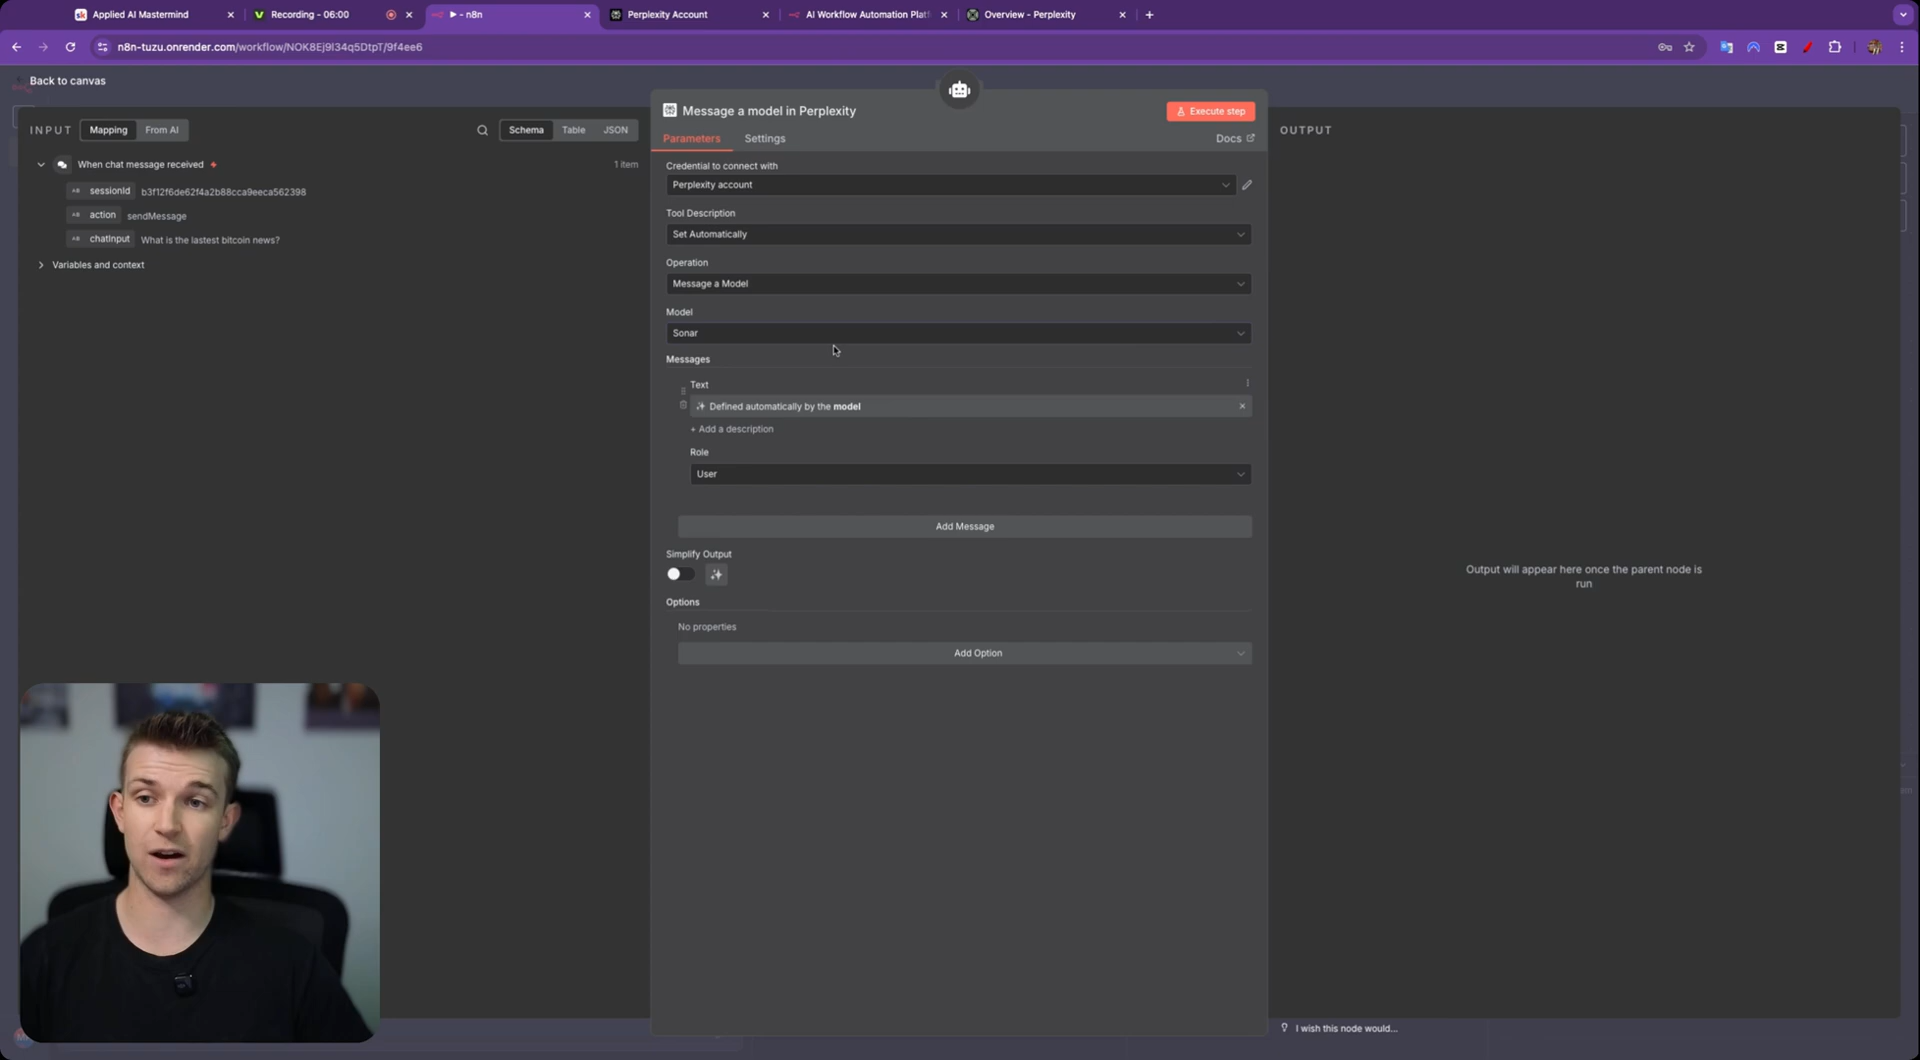 Applied AI Mastermind
Recording - 06:00
- n8n
Perplexity Account
AI Workflow Automation Platf
Overview - Perplexity
n8n-tuzu.onrender.com/workflow/NOK8Ej9I34q5DtpT/9f4ee6
Back to canvas
INPUT
Mapping
From AI
Schema
Table
JSON
When chat message received
1 item
AB sessionId b3f12f6de62f4a2b88cca9eeca562398
AB action sendMessage
AB chatInput What is the lastest bitcoin news?
Variables and context
Message a model in Perplexity
Execute step
Parameters
Settings
Docs
Credential to connect with
Perplexity account
Tool Description
Set Automatically
Operation
Message a Model
Model
Sonar
Messages
Text
Defined automatically by the model
+ Add a description
Role
User
Add Message
Simplify Output
Options
No properties
Add Option
OUTPUT
Output will appear here once the parent node is
run
I wish this node would...